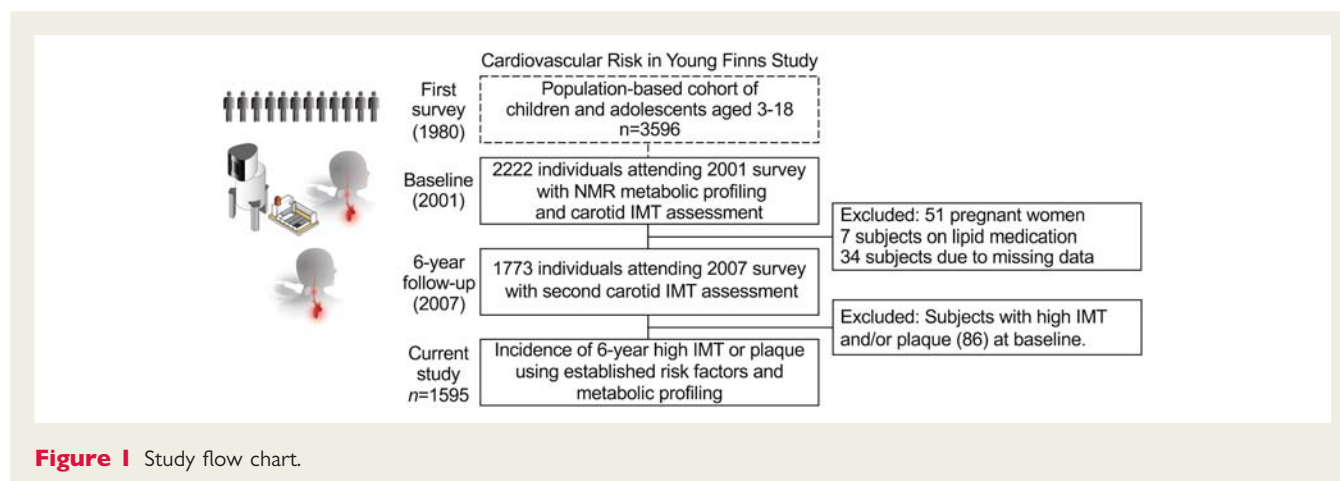 Cardiovascular Risk in Young Finns Study
First
survey
(1980)
Population-based cohort of
children and adolescents aged 3-18
n=3596
Baseline
(2001)
2222 individuals attending 2001 survey
with NMR metabolic profiling
and carotid IMT assessment
Excluded: 51 pregnant women
7 subjects on lipid medication
34 subjects due to missing data
6-year
follow-up
(2007)
1773 individuals attending 2007 survey
with second carotid IMT assessment
Excluded: Subjects with high IMT
and/or plaque (86) at baseline.
Current
study
n=1595
Incidence of 6-year high IMT or plaque
using established risk factors and
metabolic profiling
Figure 1 Study flow chart.